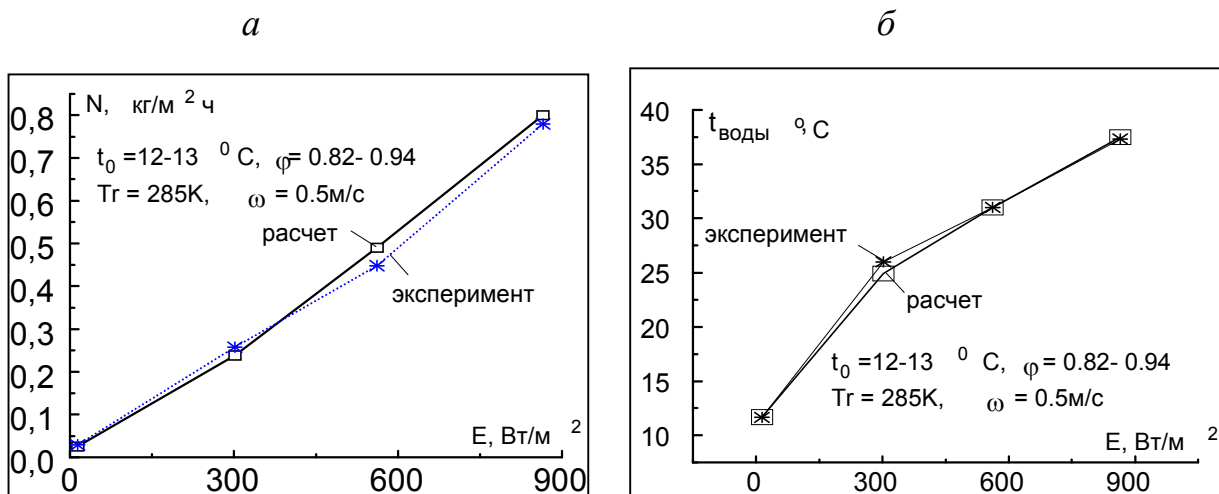 а
б
N, кг/м 2 ч
0,8
0,7
0,6
0,5
0,4
0,3
0,2
0,1
0,0
t0 =12-13 0 C, φ= 0.82- 0.94
Tr = 285K, ω = 0.5м/с
расчет
эксперимент
E, Вт/м 2
0 300 600 900
40
35
30
25
20
15
10
tводы º, C
эксперимент
расчет
t0 =12-13 0 C, φ= 0.82- 0.94
Tr = 285K, ω = 0.5м/с
E, Вт/м 2
0 300 600 900